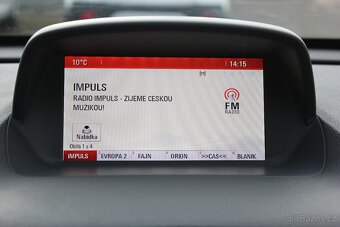 10°C
14:15
IMPULS
RADIO IMPULS - ZIJEME CESKOU
MUZIKOU!
FM
RADIO
Nabídka
Oblíb 1 z 4
IMPULS EVROPA 2 FAJN ORION >>CAS<< BLANIK